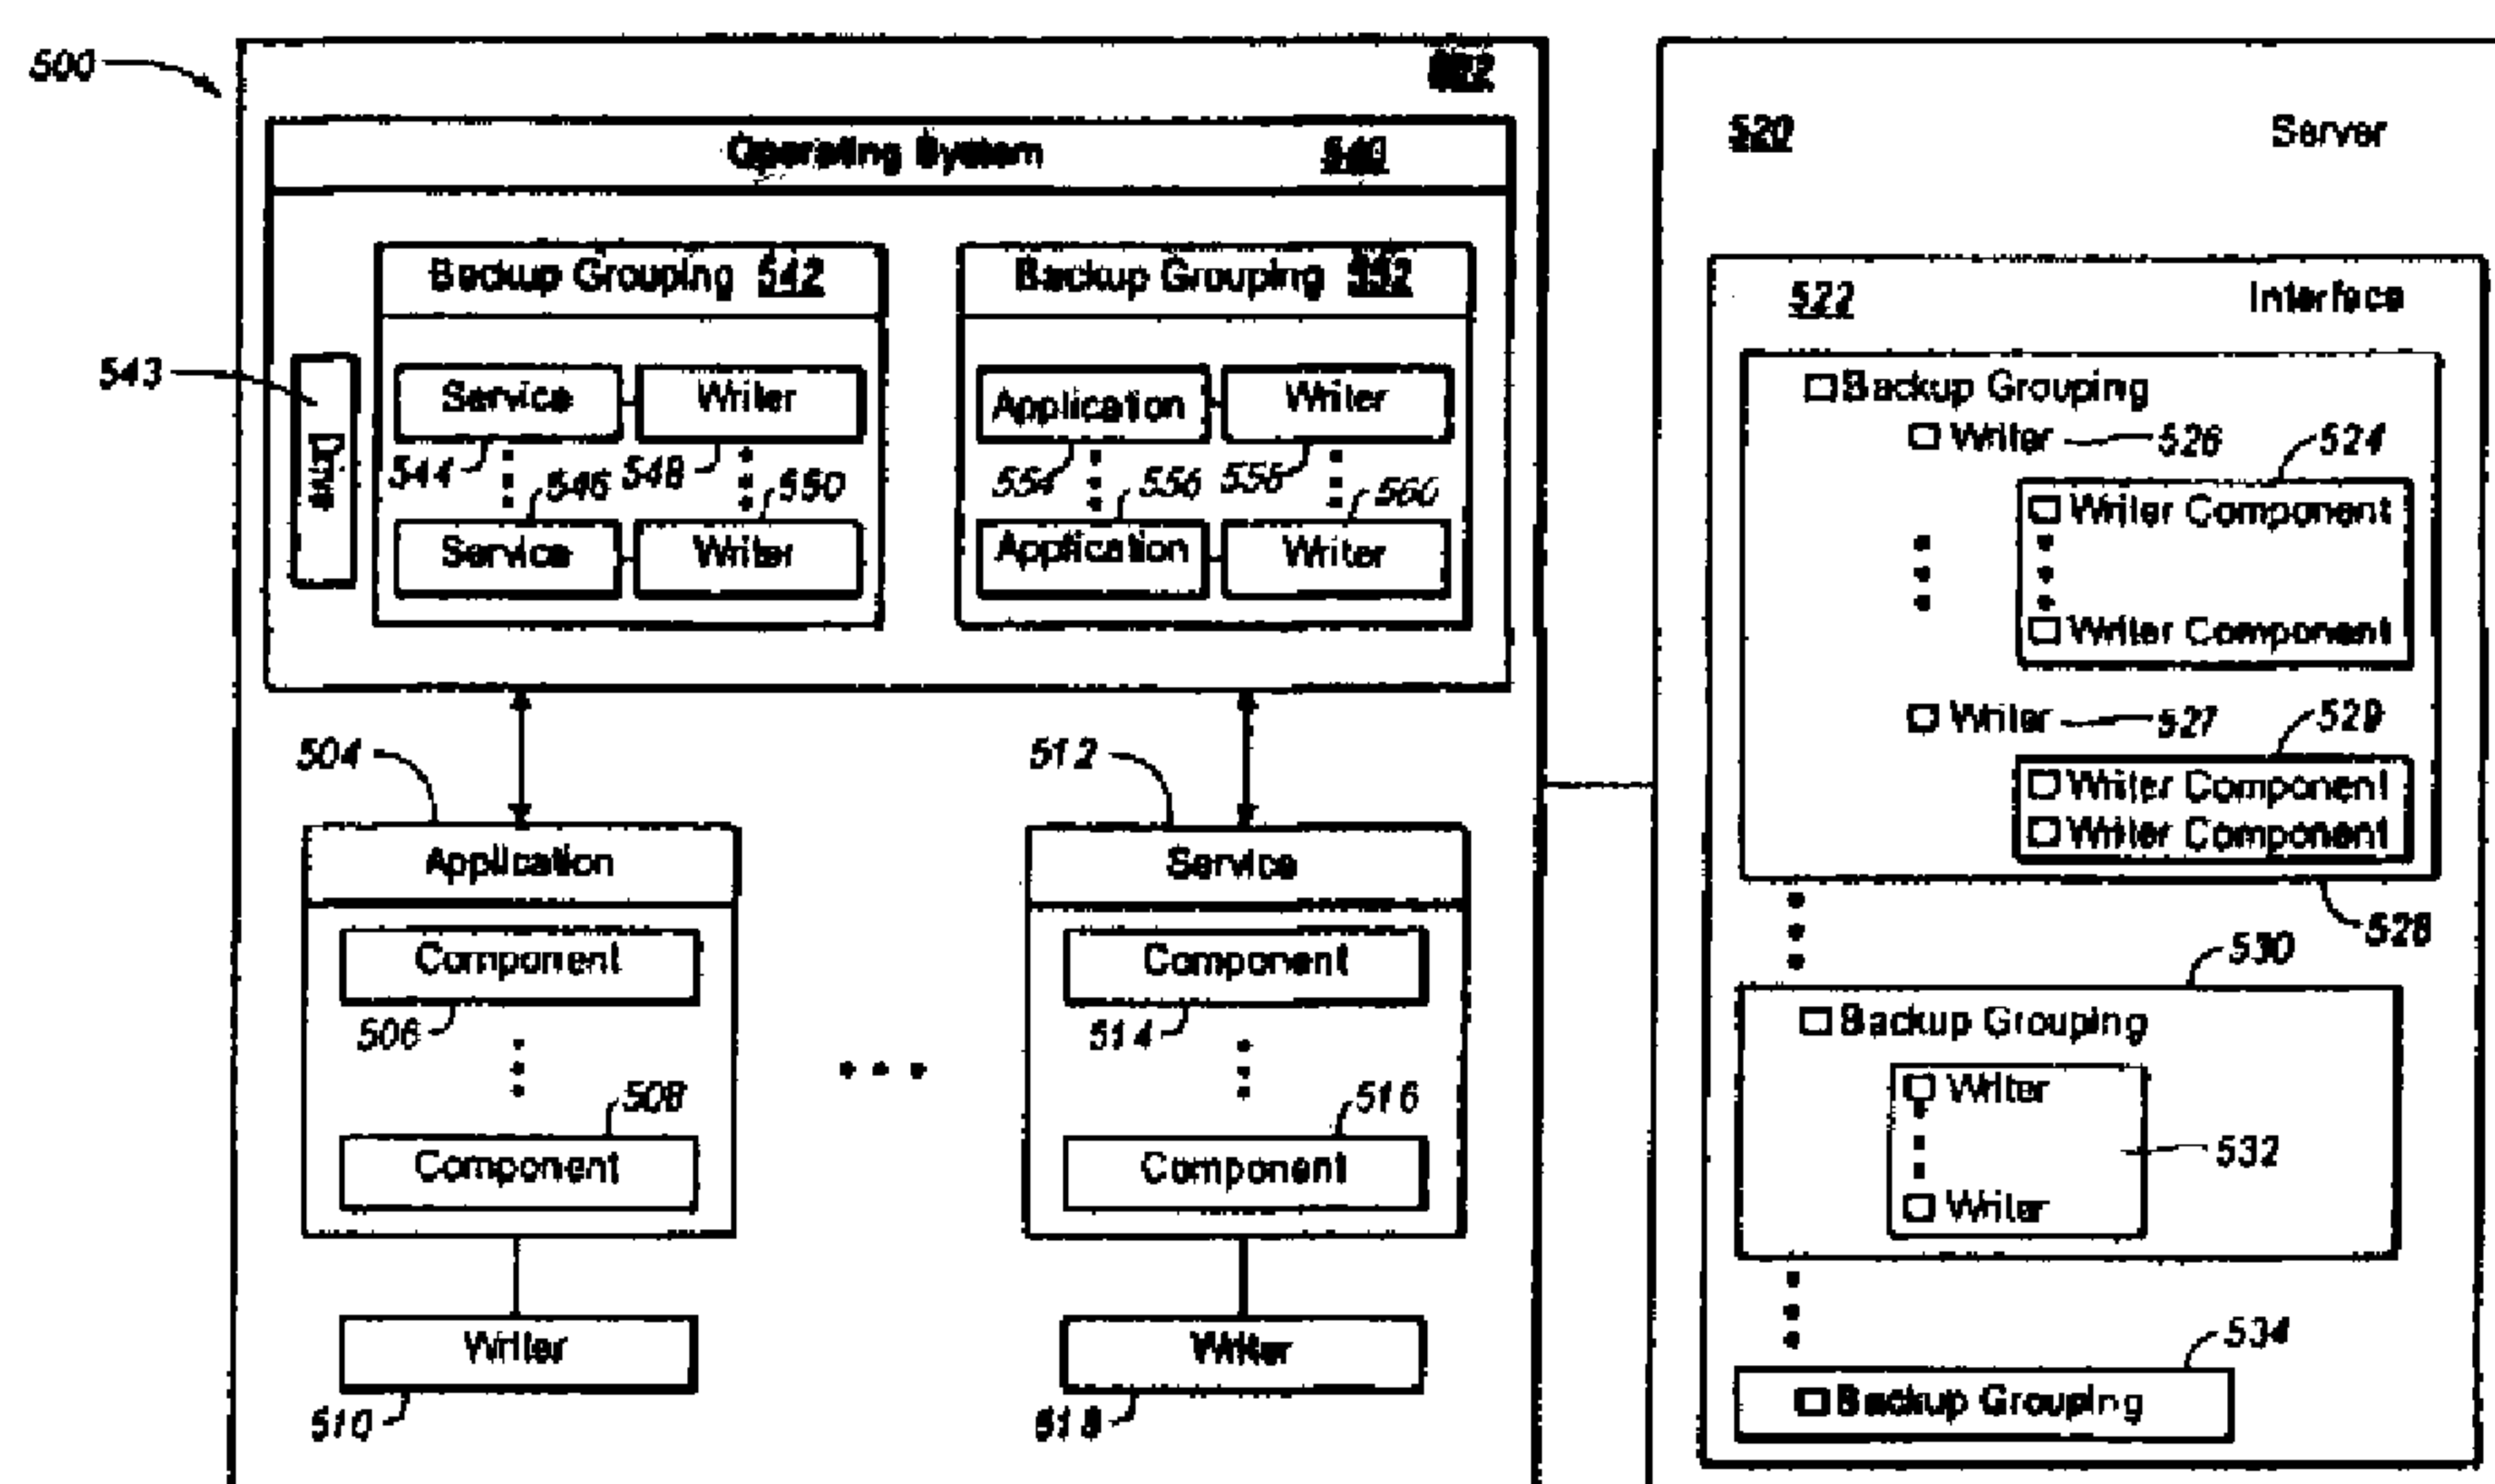 500
Operating System
Backup Grouping 542
Backup Grouping
543
Service
Writer
Application
Writer
544
546
548
550
554
Service
Writer
Application
Writer
504
512
Application
Service
Component
Component
506
514
508
516
Component
Component
Writer
Writer
510
518
520
Server
522
Interface
Backup Grouping
Writer
526
524
Writer Component
Writer Component
Writer
527
529
Writer Component
Writer Component
528
530
Backup Grouping
Writer
532
Writer
534
Backup Grouping